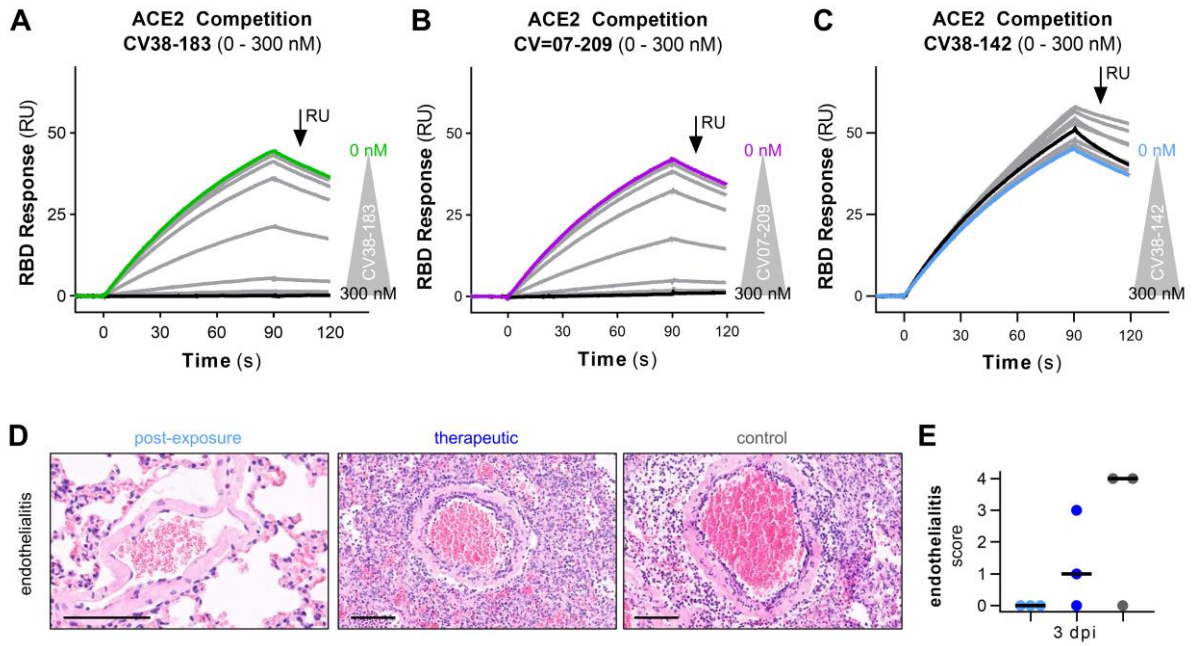 A
ACE2 Competition
CV38-183 (0 - 300 nM)
RBD Response (RU)
50
25
0
RU
0 nM
CV38-183
300 nM
0
30
60
90
120
Time (s)
B
ACE2 Competition
CV=07-209 (0 - 300 nM)
RBD Response (RU)
50
25
0
RU
0 nM
CV07-209
300 nM
0
30
60
90
120
Time (s)
C
ACE2 Competition
CV38-142 (0 - 300 nM)
RBD Response (RU)
50
25
0
RU
0 nM
CV38-142
300 nM
0
30
60
90
120
Time (s)
D
post-exposure
therapeutic
control
endothelialitis
E
endothelialitis
score
4
3
2
1
0
3 dpi